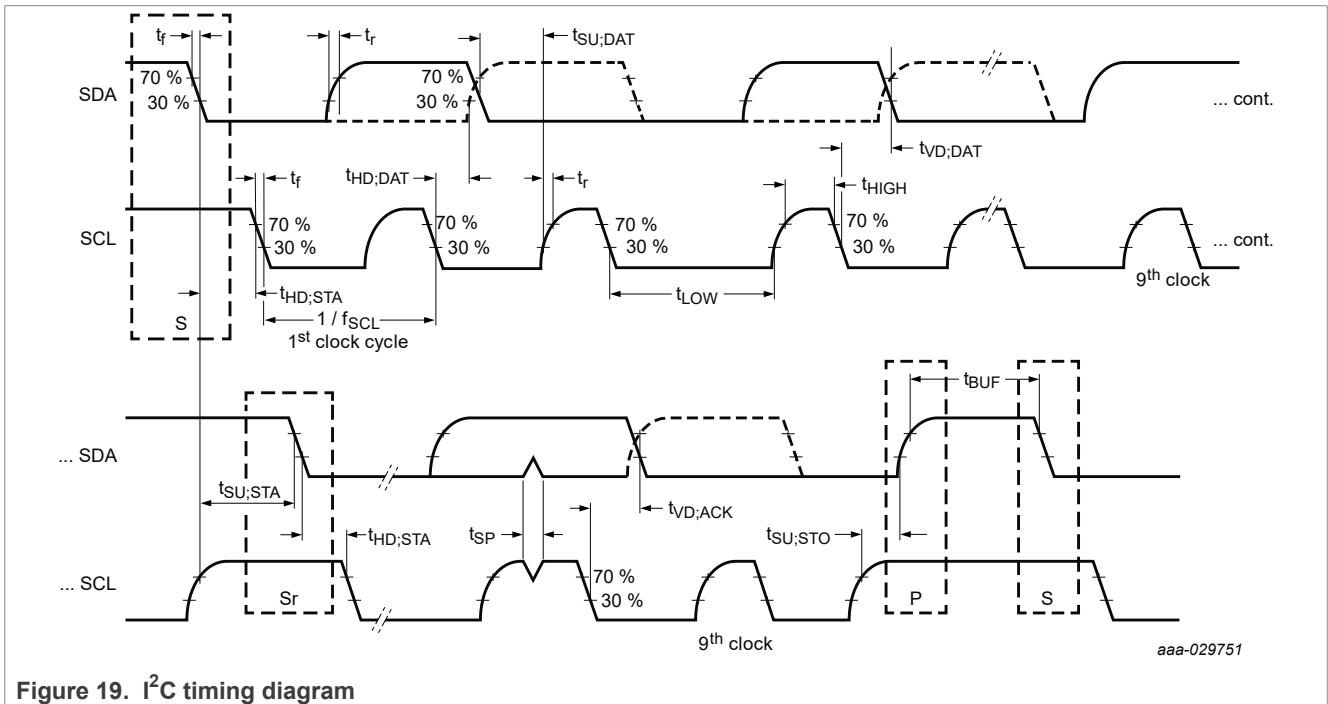 tf
tr
tSU;DAT
70 %
SDA
30 %
70 %
30 %
... cont.
tf
tHD;DAT
tr
tHIGH
tVD;DAT
SCL
70 %
30 %
70 %
30 %
70 %
30 %
70 %
30 %
... cont.
9th clock
tHD;STA
tLOW
S
1 / fSCL
1st clock cycle
tBUF
... SDA
tSU;STA
tHD;STA
tSP
tVD;ACK
tSU;STO
... SCL
70 %
30 %
Sr
P
S
9th clock
aaa-029751
Figure 19. I2C timing diagram